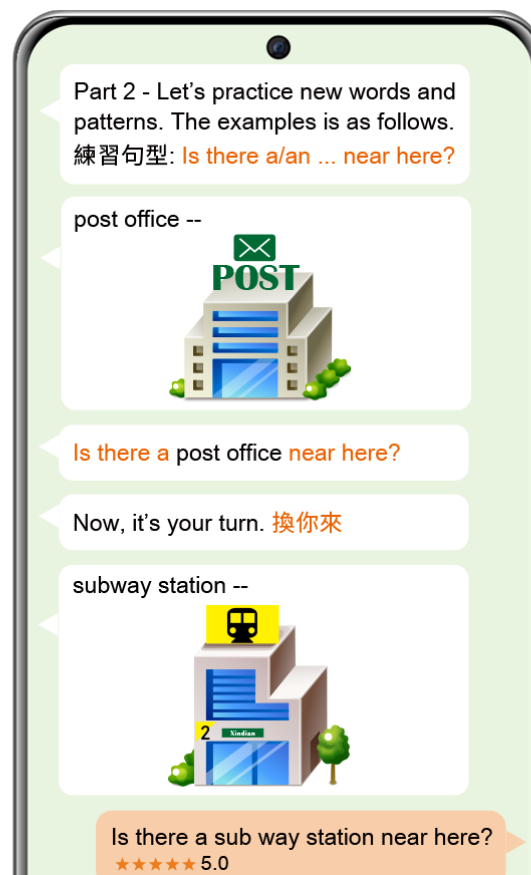 Part 2 - Let's practice new words and
patterns. The examples is as follows.
練習句型: Is there a/an ... near here?
post office --
POST
Is there a post office near here?
Now, it's your turn. 換你來
subway station --
2 Xindian
Is there a sub way station near here?
★★★★★ 5.0